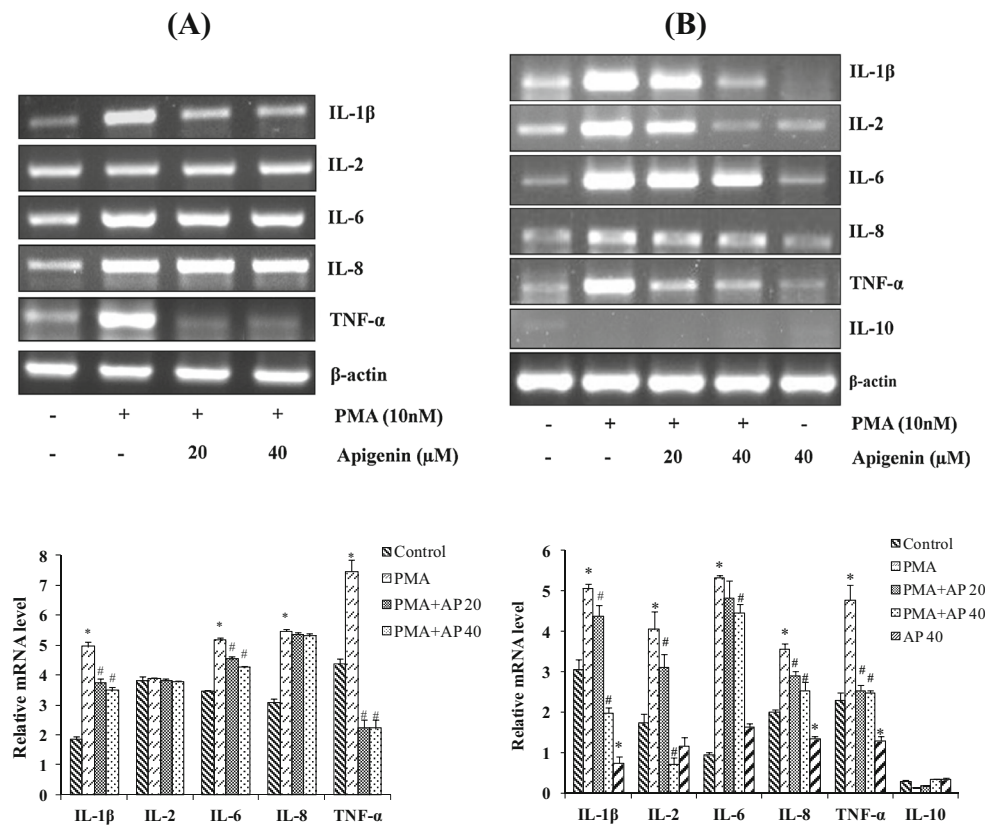 (A)
IL-1β
IL-2
IL-6
IL-8
TNF-α
β-actin
- + + + PMA (10nM)
- - 20 40 Apigenin (μM)
(B)
IL-1β
IL-2
IL-6
IL-8
TNF-α
IL-10
β-actin
- + + + - PMA (10nM)
- - 20 40 40 Apigenin (μM)
Relative mRNA level
8
7
6
5
4
3
2
1
0
* # #
* # #
*
* # #
Control
PMA
PMA+AP20
PMA+AP40
IL-1β IL-2 IL-6 IL-8 TNF-α
Relative mRNA level
6
5
4
3
2
1
0
* # # *
* # #
* #
* # # *
* # # *
Control
PMA
PMA+AP 20
PMA+AP 40
AP 40
IL-1β IL-2 IL-6 IL-8 TNF-α IL-10